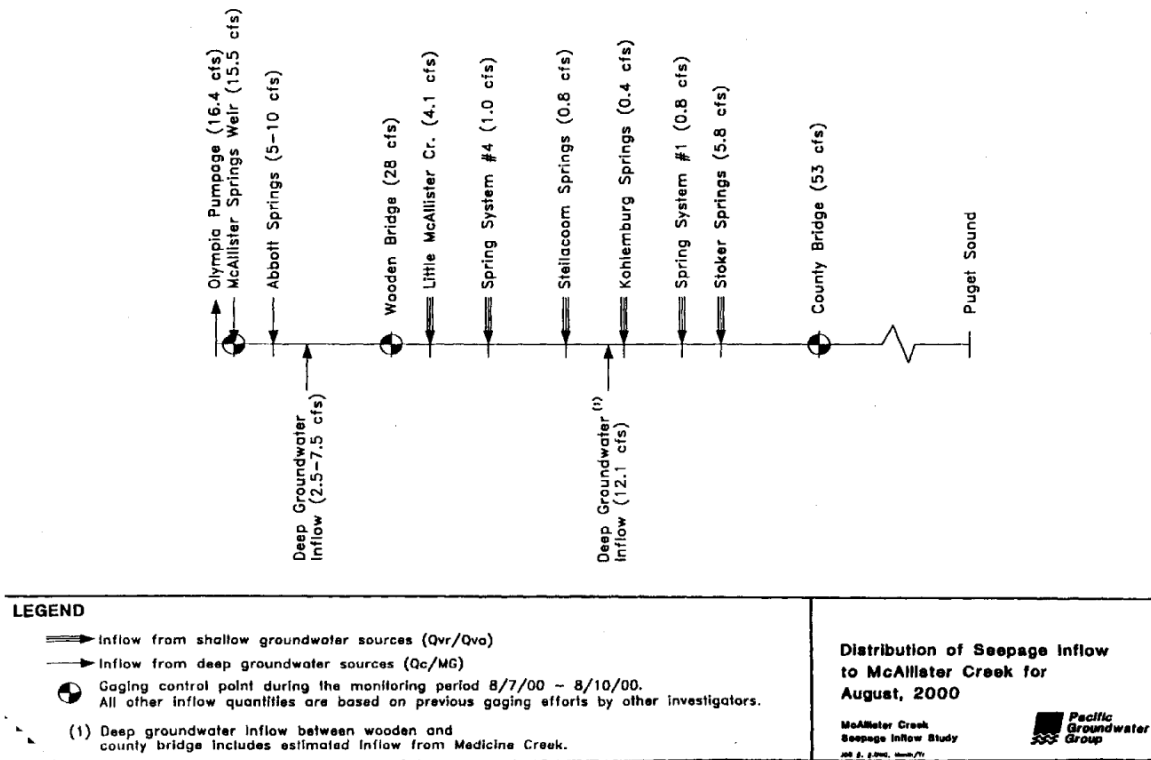 Olympia Pumpage (16.4 cfs)
McAllister Springs Weir (15.5 cfs)
Abbott Springs (5-10 cfs)
Wooden Bridge (28 cfs)
Little McAllister Cr. (4.1 cfs)
Spring System #4 (1.0 cfs)
Steilacoom Springs (0.8 cfs)
Kohlemburg Springs (0.4 cfs)
Spring System #1 (0.8 cfs)
Stoker Springs (5.8 cfs)
County Bridge (53 cfs)
Puget Sound
Deep Groundwater
Inflow (2.5-7.5 cfs)
Deep Groundwater(1)
Inflow (12.1 cfs)
LEGEND
Inflow from shallow groundwater sources (Qvr/Qva)
Inflow from deep groundwater sources (Qc/MG)
Gaging control point during the monitoring period 8/7/00 - 8/10/00.
All other inflow quantities are based on previous gaging efforts by other investigators.
(1) Deep groundwater inflow between wooden and
county bridge includes estimated inflow from Medicine Creek.
Distribution of Seepage Inflow
to McAllister Creek for
August, 2000
McAllister Creek
Seepage Inflow Study
Pacific
Groundwater
Group